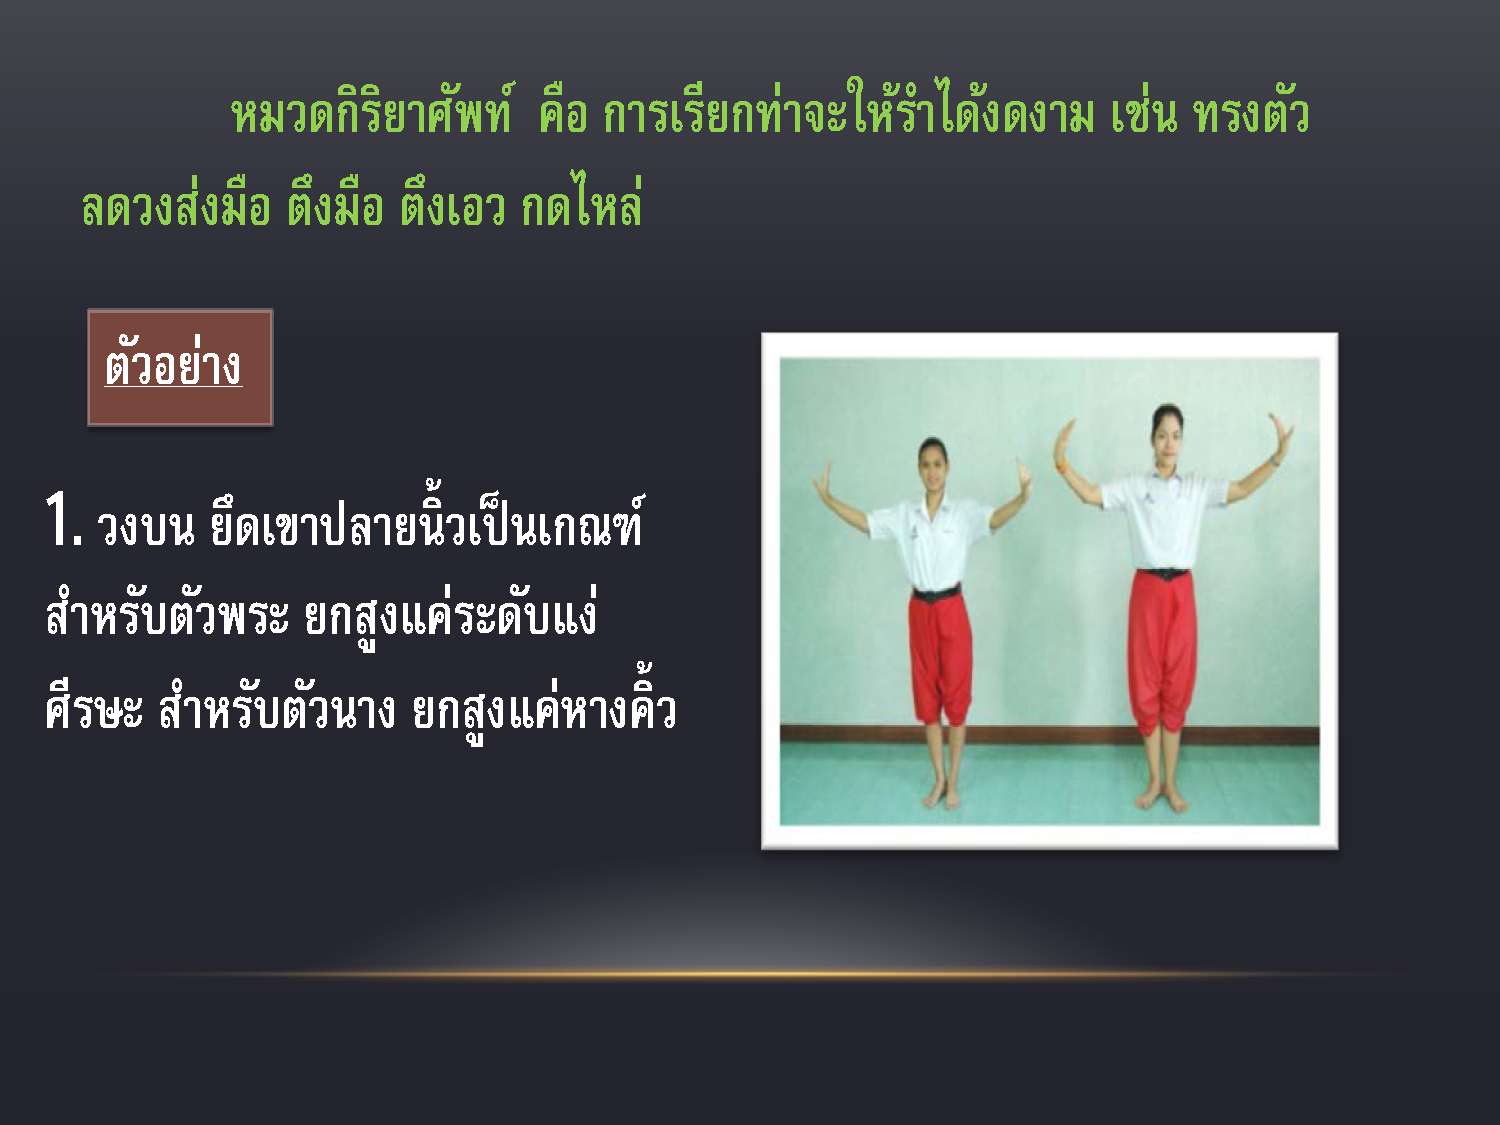 หมวดกิริยาศัพท์ คือ การเรียกท่าจะให้รำได้งดงาม เช่น ทรงตัว
ลดวงส่งมือ ตึงมือ ตึงเอว กดไหล่
ตัวอย่าง
1. วงบน ยึดเขาปลายนิ้วเป็นเกณฑ์
สำหรับตัวพระ ยกสูงแค่ระดับแง่
ศีรษะ สำหรับตัวนาง ยกสูงแค่หางคิ้ว